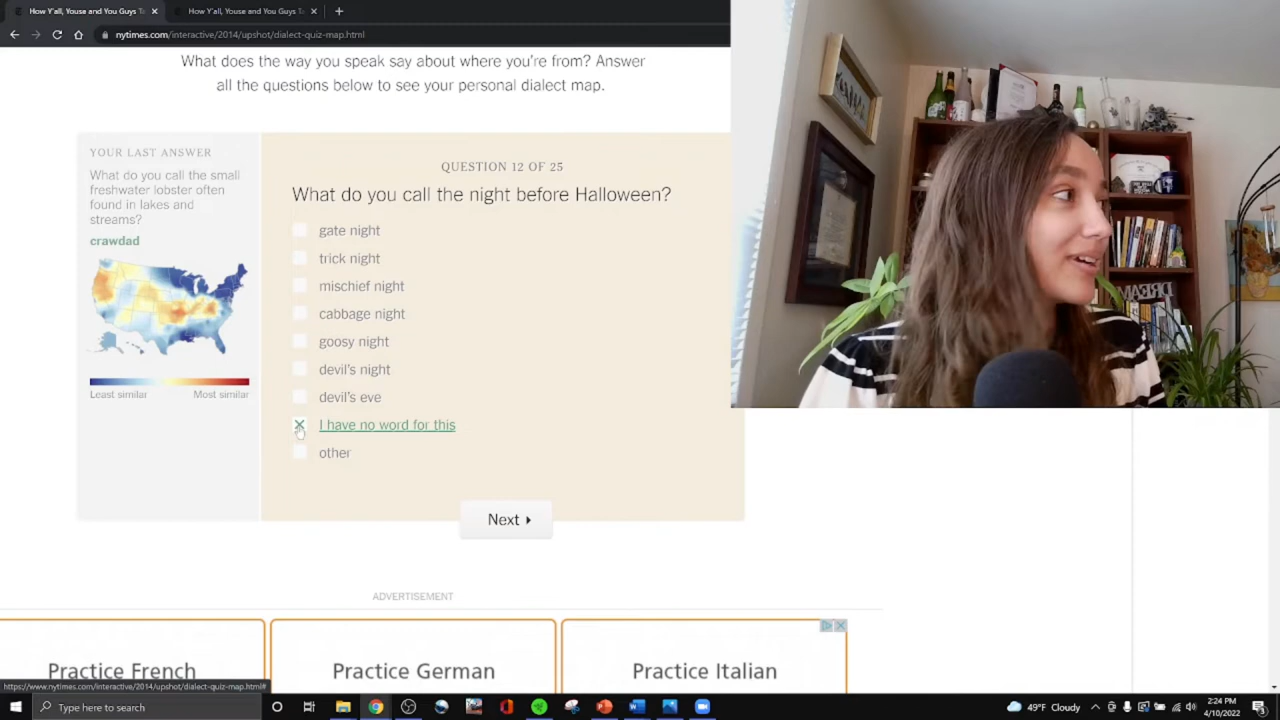 How Y'all, Youse and You Guys Ta
How Y'all, Youse and You Guys Ta
nytimes.com/interactive/2014/upshot/dialect-quiz-map.html
What does the way you speak say about where you're from? Answer
all the questions below to see your personal dialect map.
YOUR LAST ANSWER
What do you call the small
freshwater lobster often
found in lakes and
streams?
crawdad
Least similar Most similar
QUESTION 12 OF 25
What do you call the night before Halloween?
gate night
trick night
mischief night
cabbage night
goosy night
devil's night
devil's eve
I have no word for this
other
Next
ADVERTISEMENT
Practice French
Practice German
Practice Italian
https://www.nytimes.com/interactive/2014/upshot/dialect-quiz-map.html#
Type here to search
49°F Cloudy
2:24 PM
4/10/2022